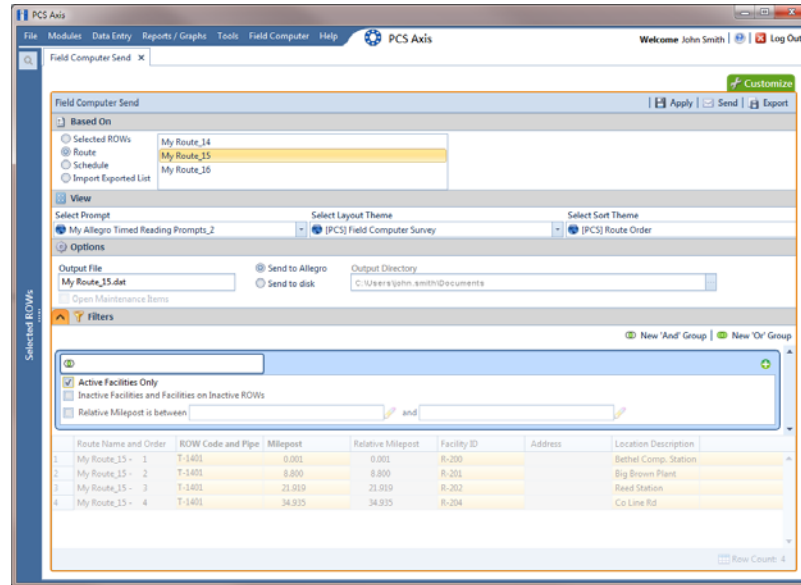 PCS Axis
File Modules Data Entry Reports / Graphs Tools Field Computer Help PCS Axis Welcome John Smith | | Log Out
Field Computer Send X
Customize
Field Computer Send | Apply | Send | Export
Based On
Selected ROWs
Route
Schedule
Import Exported List
My Route_14
My Route_15
My Route_16
View
Select Prompt Select Layout Theme Select Sort Theme
My Allegro Timed Reading Prompts_2 [PCS] Field Computer Survey [PCS] Route Order
Options
Output File Send to Allegro Output Directory
My Route_15.dat Send to disk C:\Users\john.smith\Documents
Open Maintenance Items
Selected ROWs
Filters
New 'And' Group | New 'Or' Group
Active Facilities Only
Inactive Facilities and Facilities on Inactive ROWs
Relative Milepost is between and
Route Name and Order ROW Code and Pipe Milepost Relative Milepost Facility ID Address Location Description
1 My Route_15 - 1 T-1401 0.001 0.001 R-200 Bethel Comp. Station
2 My Route_15 - 2 T-1401 8.800 8.800 R-201 Big Brown Plant
3 My Route_15 - 3 T-1401 21.919 21.919 R-202 Reed Station
4 My Route_15 - 4 T-1401 34.935 34.935 R-204 Co Line Rd
Row Count: 4